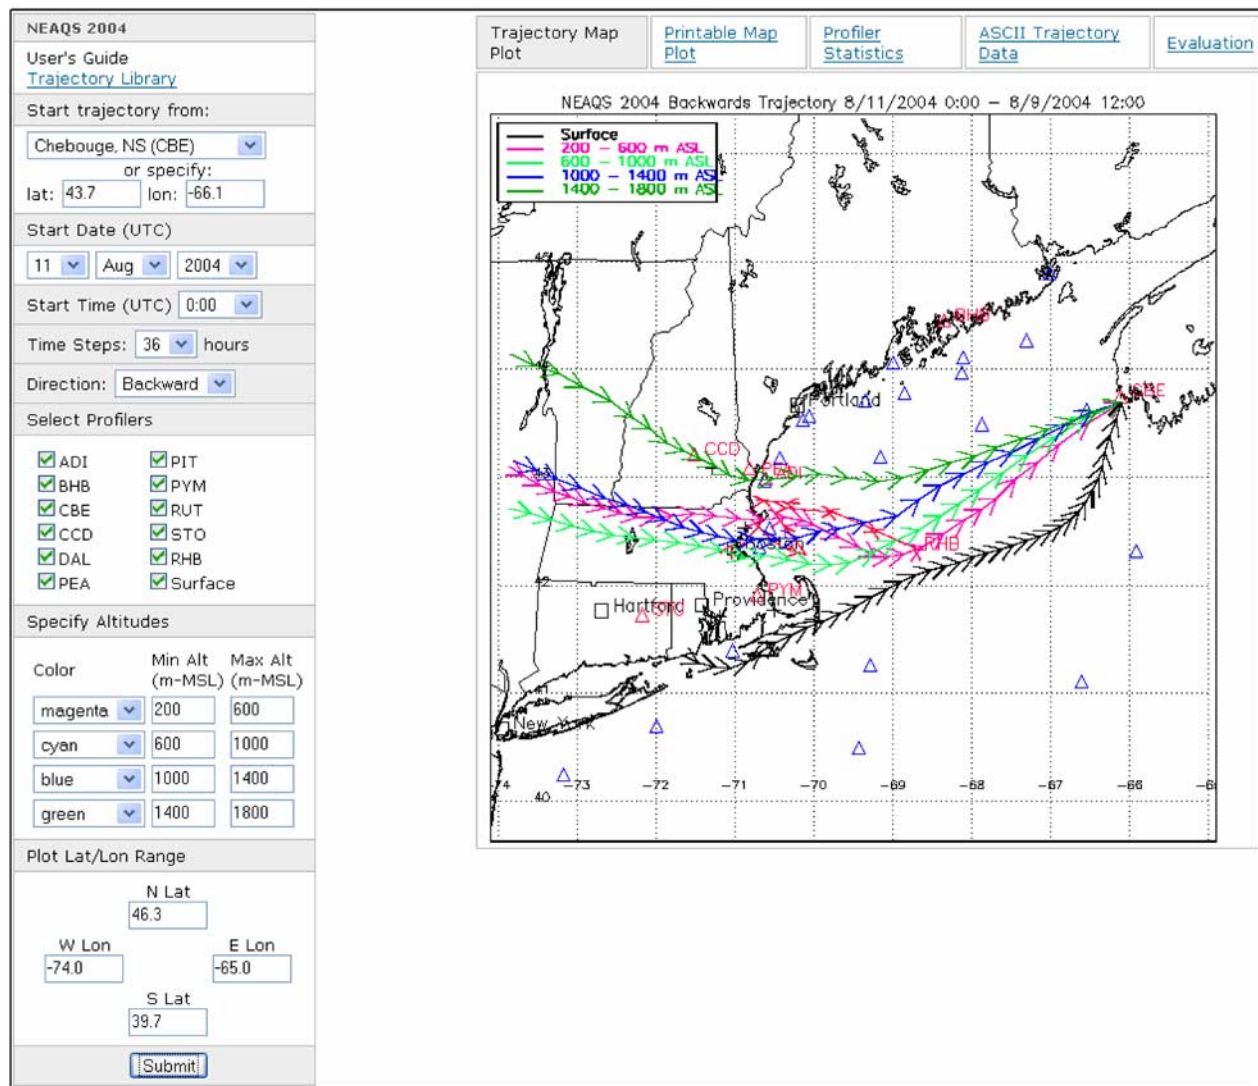 NEAQS 2004
User's Guide
Trajectory Library
Start trajectory from:
Chebouge, NS (CBE)
or specify:
lat: 43.7 lon: -66.1
Start Date (UTC)
11 Aug 2004
Start Time (UTC) 0:00
Time Steps: 36 hours
Direction: Backward
Select Profilers
ADI PIT
BHB PYM
CBE RUT
CCD STO
DAL RHB
PEA Surface
Specify Altitudes
Color Min Alt (m-MSL) Max Alt (m-MSL)
magenta 200 600
cyan 600 1000
blue 1000 1400
green 1400 1800
Plot Lat/Lon Range
N Lat
46.3
W Lon E Lon
-74.0 -65.0
S Lat
39.7
Submit
Trajectory Map Plot
Printable Map Plot
Profiler Statistics
ASCII Trajectory Data
Evaluation
NEAQS 2004 Backwards Trajectory 8/11/2004 0:00 – 8/9/2004 12:00
Surface
200 – 600 m ASL
600 – 1000 m ASL
1000 – 1400 m ASL
1400 – 1800 m ASL
BHB
CBE
Portland
CCD
RHB
Boston
42
PYM
Hartford
STO
Providence
41
New York
-74 -73 -72 -71 -70 -69 -68 -67 -66
40